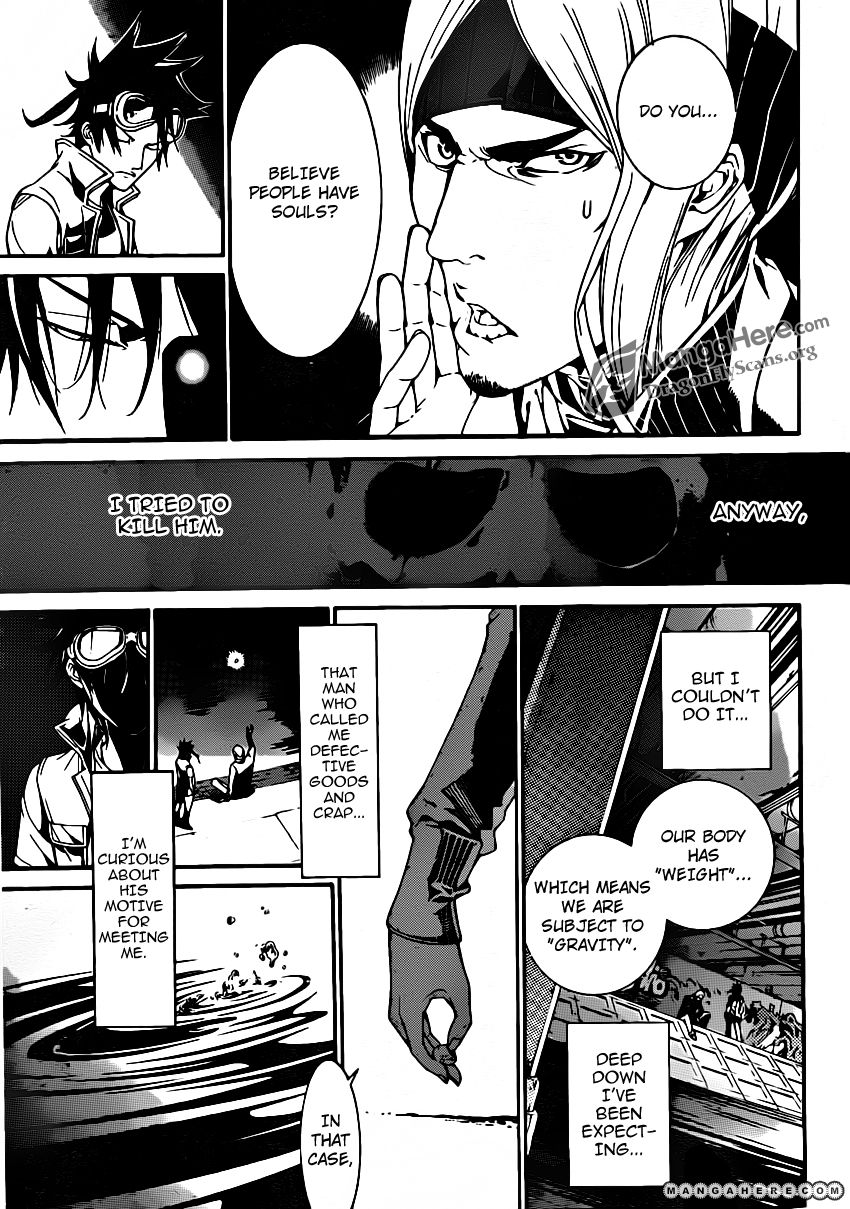 DO YOU...
BELIEVE
PEOPLE HAVE
SOULS?
MangaHere.com
DragonFlyScans.org
ANYWAY,
I TRIED TO
KILL HIM.
BUT I
COULDN'T
DO IT...
OUR BODY
HAS
"WEIGHT"...
WHICH MEANS
WE ARE
SUBJECT TO
"GRAVITY".
DEEP
DOWN
I'VE
BEEN
EXPECT-
ING...
THAT
MAN
WHO
CALLED
ME
DEFEC-
TIVE
GOODS
AND
CRAP...
I'M
CURIOUS
ABOUT
HIS
MOTIVE
FOR
MEETING
ME.
IN
THAT
CASE,
MANGAHERE.COM